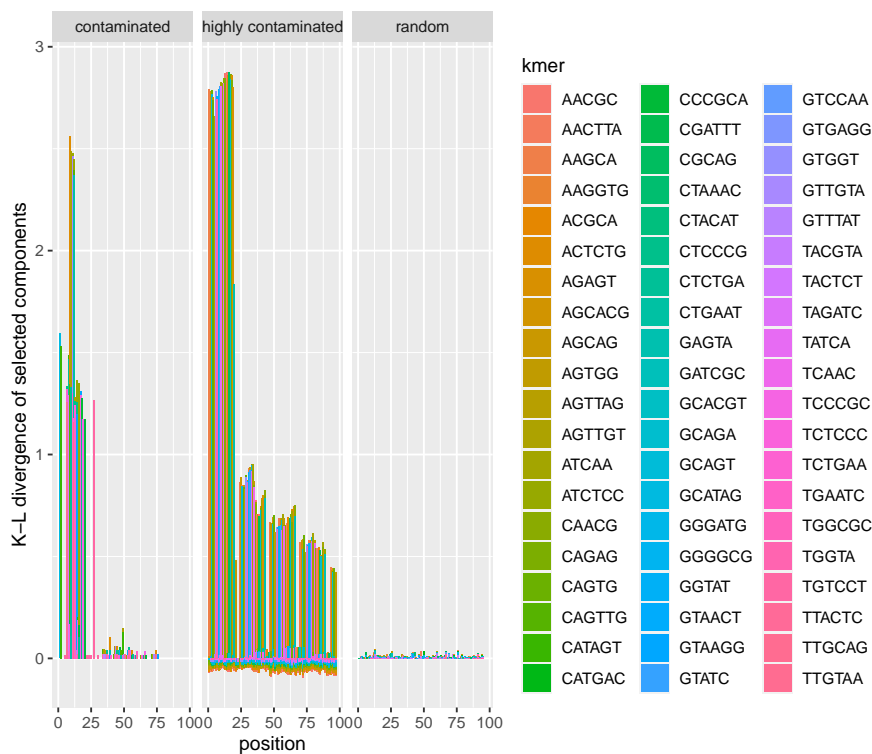 contaminated highly contaminated random
3
2
1
0
K−L divergence of selected components
0 25 50 75 100 0 25 50 75 100 0 25 50 75 100
position
kmer
AACGC CCCGCA GTCCAA
AACTTA CGATTT GTGAGG
AAGCA CGCAG GTGGT
AAGGTG CTAAAC GTTGTA
ACGCA CTACAT GTTTAT
ACTCTG CTCCCG TACGTA
AGAGT CTCTGA TACTCT
AGCACG CTGAAT TAGATC
AGCAG GAGTA TATCA
AGTGG GATCGC TCAAC
AGTTAG GCACGT TCCCGC
AGTTGT GCAGA TCTCCC
ATCAA GCAGT TCTGAA
ATCTCC GCATAG TGAATC
CAACG GGGATG TGGCGC
CAGAG GGGGCG TGGTA
CAGTG GGTAT TGTCCT
CAGTTG GTAACT TTACTC
CATAGT GTAAGG TTGCAG
CATGAC GTATC TTGTAA